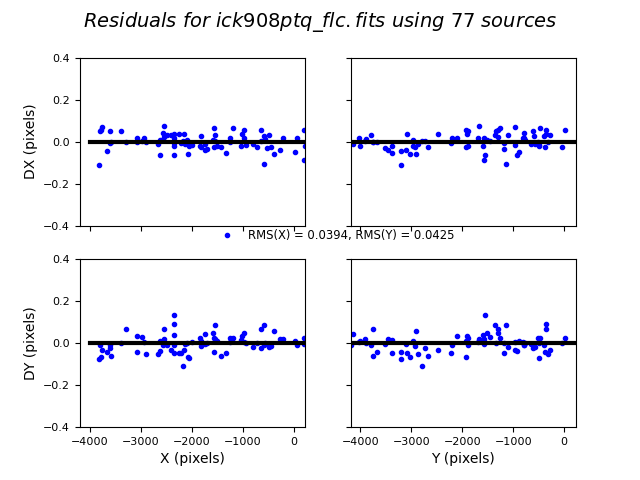 Residuals for ick908ptq_flc.fits using 77 sources
0.4
0.2
0.0
−0.2
−0.4
DX (pixels)
RMS(X) = 0.0394, RMS(Y) = 0.0425
0.4
0.2
0.0
−0.2
−0.4
DY (pixels)
−4000 −3000 −2000 −1000 0 −4000 −3000 −2000 −1000 0
X (pixels) Y (pixels)